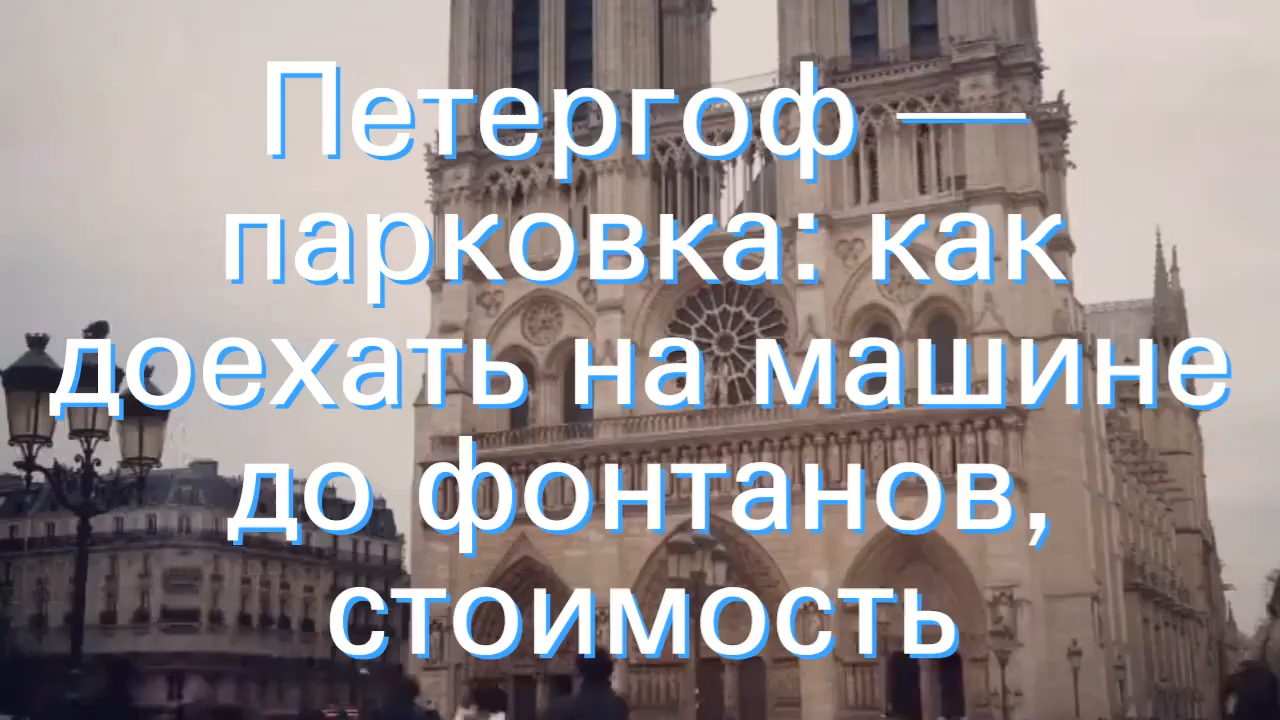 Петергоф —
парковка: как
доехать на машине
до фонтанов,
стоимость